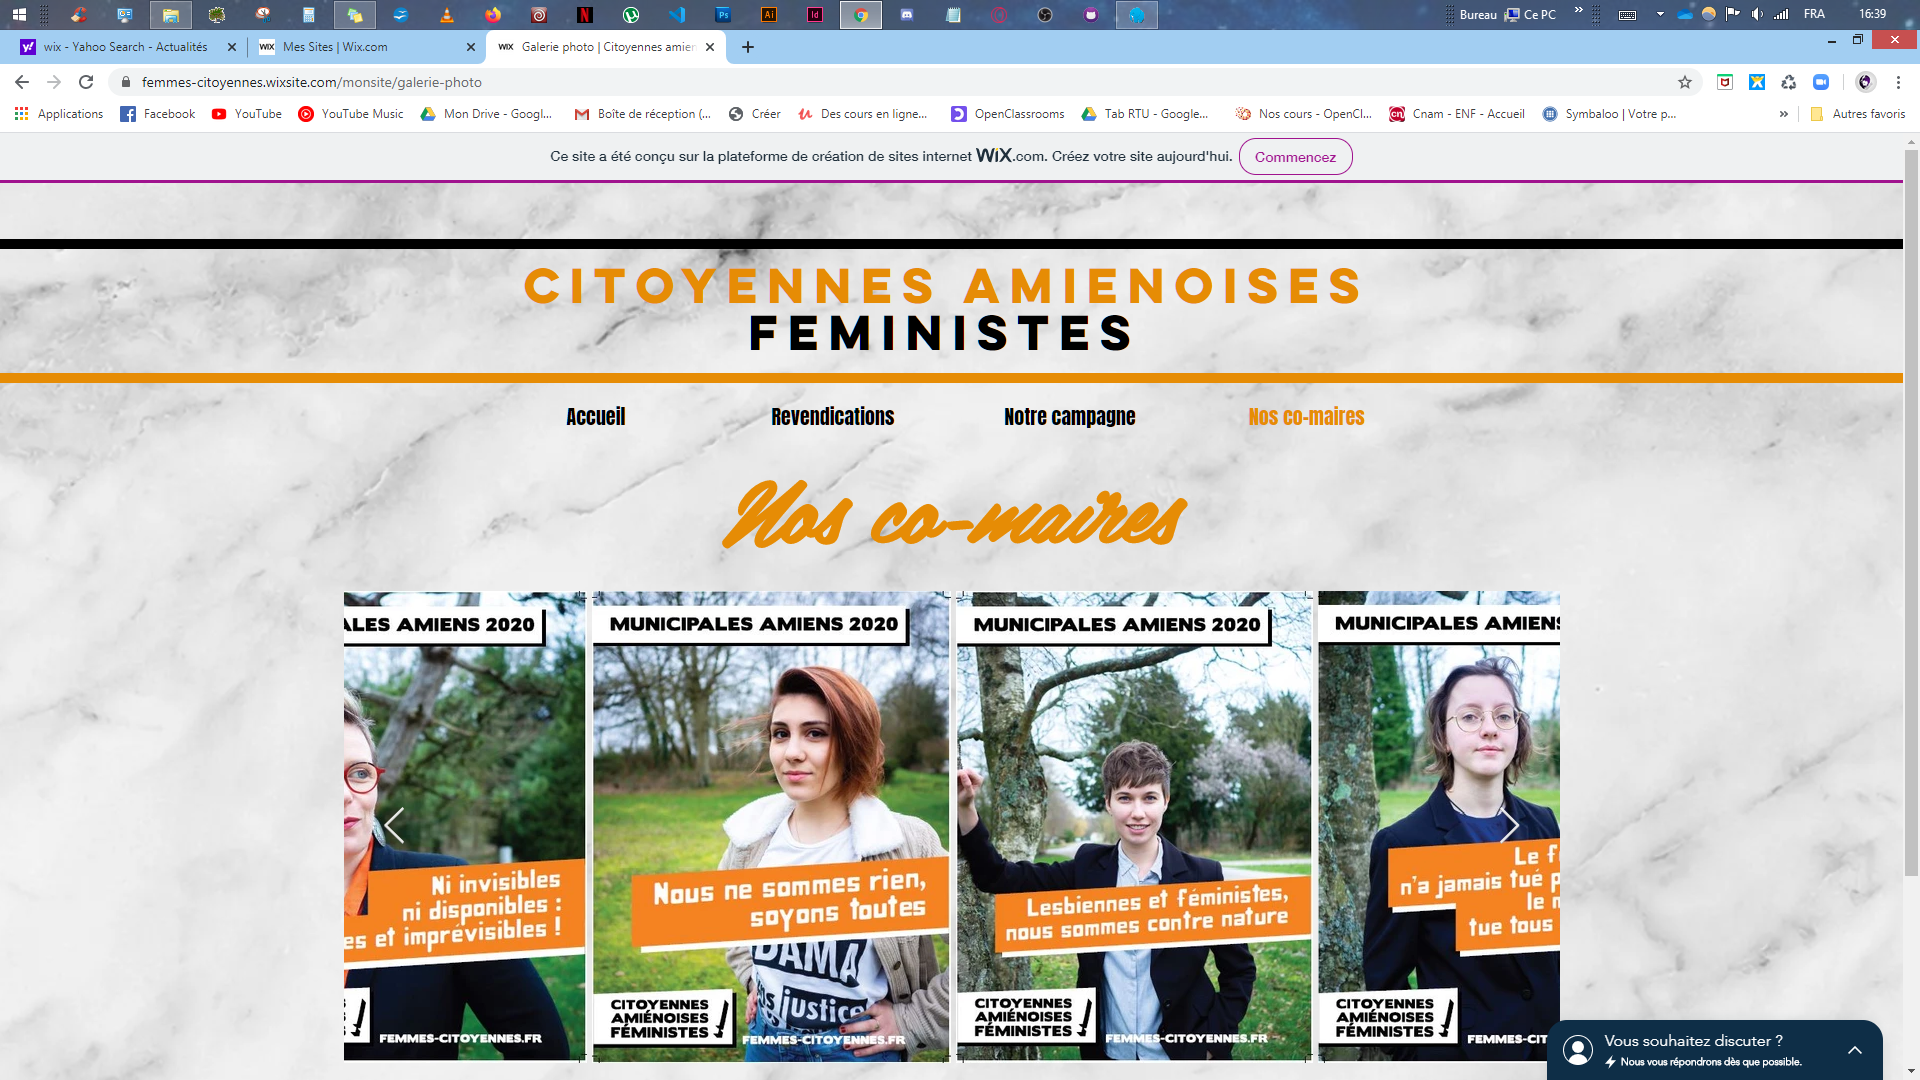 Bureau
Ce PC
»
FRA
16:39
wix - Yahoo Search - Actualités
WIX Mes Sites | Wix.com
WIX Galerie photo | Citoyennes amien
femmes-citoyennes.wixsite.com/monsite/galerie-photo
Applications
Facebook
YouTube
YouTube Music
Mon Drive - Googl...
Boîte de réception (...
Créer
Des cours en ligne...
OpenClassrooms
Tab RTU - Google...
Nos cours - OpenCl...
Cnam - ENF - Accueil
Symbaloo | Votre p...
»
Autres favoris
Ce site a été conçu sur la plateforme de création de sites internet WiX.com. Créez votre site aujourd'hui.
Commencez
CITOYENNES AMIENOISES
FEMINISTES
Accueil
Revendications
Notre campagne
Nos co-maires
Nos co-maires
ALES AMIENS 2020
Ni invisibles
ni disponibles :
es et imprévisibles !
FEMMES-CITOYENNES.FR
MUNICIPALES AMIENS 2020
Nous ne sommes rien,
soyons toutes
DAMA
justice
CITOYENNES
AMIÉNOISES
FÉMINISTES
FEMMES-CITOYENNES.FR
MUNICIPALES AMIENS 2020
Lesbiennes et féministes,
nous sommes contre nature
CITOYENNES
AMIÉNOISES
FÉMINISTES
FEMMES-CITOYENNES.FR
MUNICIPALES AMIENS
Le f
n'a jamais tué p
le m
tue tous
CITOYENNES
AMIÉNOISES
FÉMINISTES
FEMMES-CIT
Vous souhaitez discuter ?
Nous vous répondrons dès que possible.